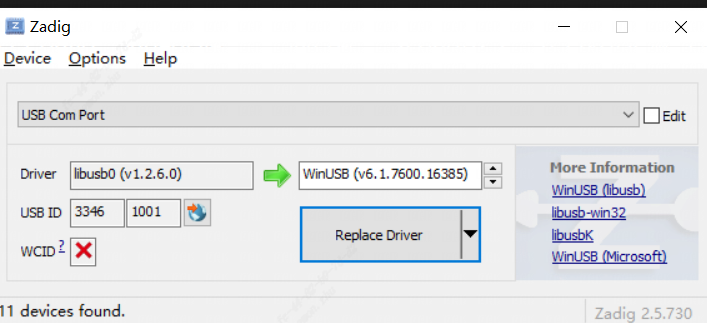 Zadig
Device Options Help
USB Com Port Edit
Driver libusb0 (v1.2.6.0) WinUSB (v6.1.7600.16385)
USB ID 3346 1001
WCID ?
Replace Driver
More Information
WinUSB (libusb)
libusb-win32
libusbK
WinUSB (Microsoft)
11 devices found.
Zadig 2.5.730